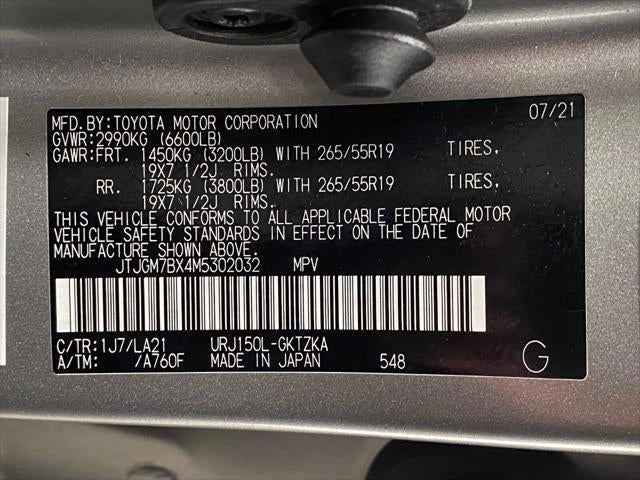 MFD.BY:TOYOTA MOTOR CORPORATION 07/21
GVWR:2990KG (6600LB)
GAWR:FRT. 1450KG (3200LB) WITH 265/55R19 TIRES,
19X7 1/2J RIMS.
RR. 1725KG (3800LB) WITH 265/55R19 TIRES,
19X7 1/2J RIMS.
THIS VEHICLE CONFORMS TO ALL APPLICABLE FEDERAL MOTOR
VEHICLE SAFETY STANDARDS IN EFFECT ON THE DATE OF
MANUFACTURE SHOWN ABOVE.
JTJGM7BX4M5302032 MPV
C/TR:1J7/LA21 URJ150L-GKTZKA
A/TM: /A760F MADE IN JAPAN 548 G